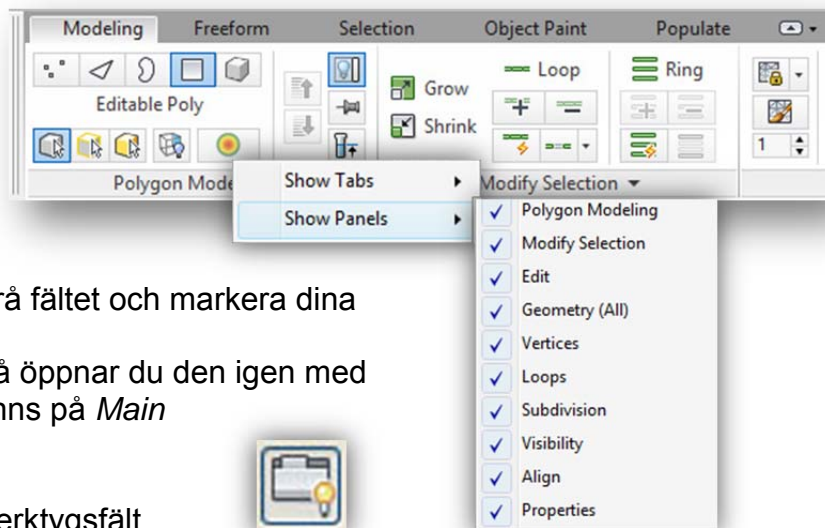 Modeling Freeform Selection Object Paint Populate
Loop Ring
Grow
Editable Poly
Shrink
1
Polygon Mode Modify Selection
Show Tabs
Show Panels
Polygon Modeling
Modify Selection
Edit
Geometry (All)
Vertices
Loops
Subdivision
Visibility
Align
Properties
fältet och markera dina
öppnar du den igen med
på Main